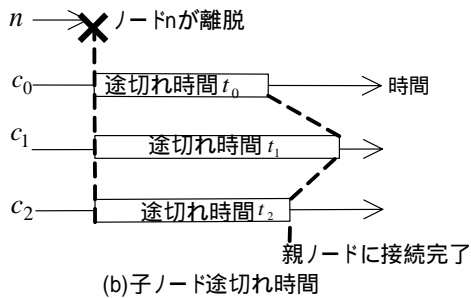 n ノードnが離脱
c0 途切れ時間 t0 時間
c1 途切れ時間 t1
c2 途切れ時間 t2
親ノードに接続完了
(b)子ノード途切れ時間